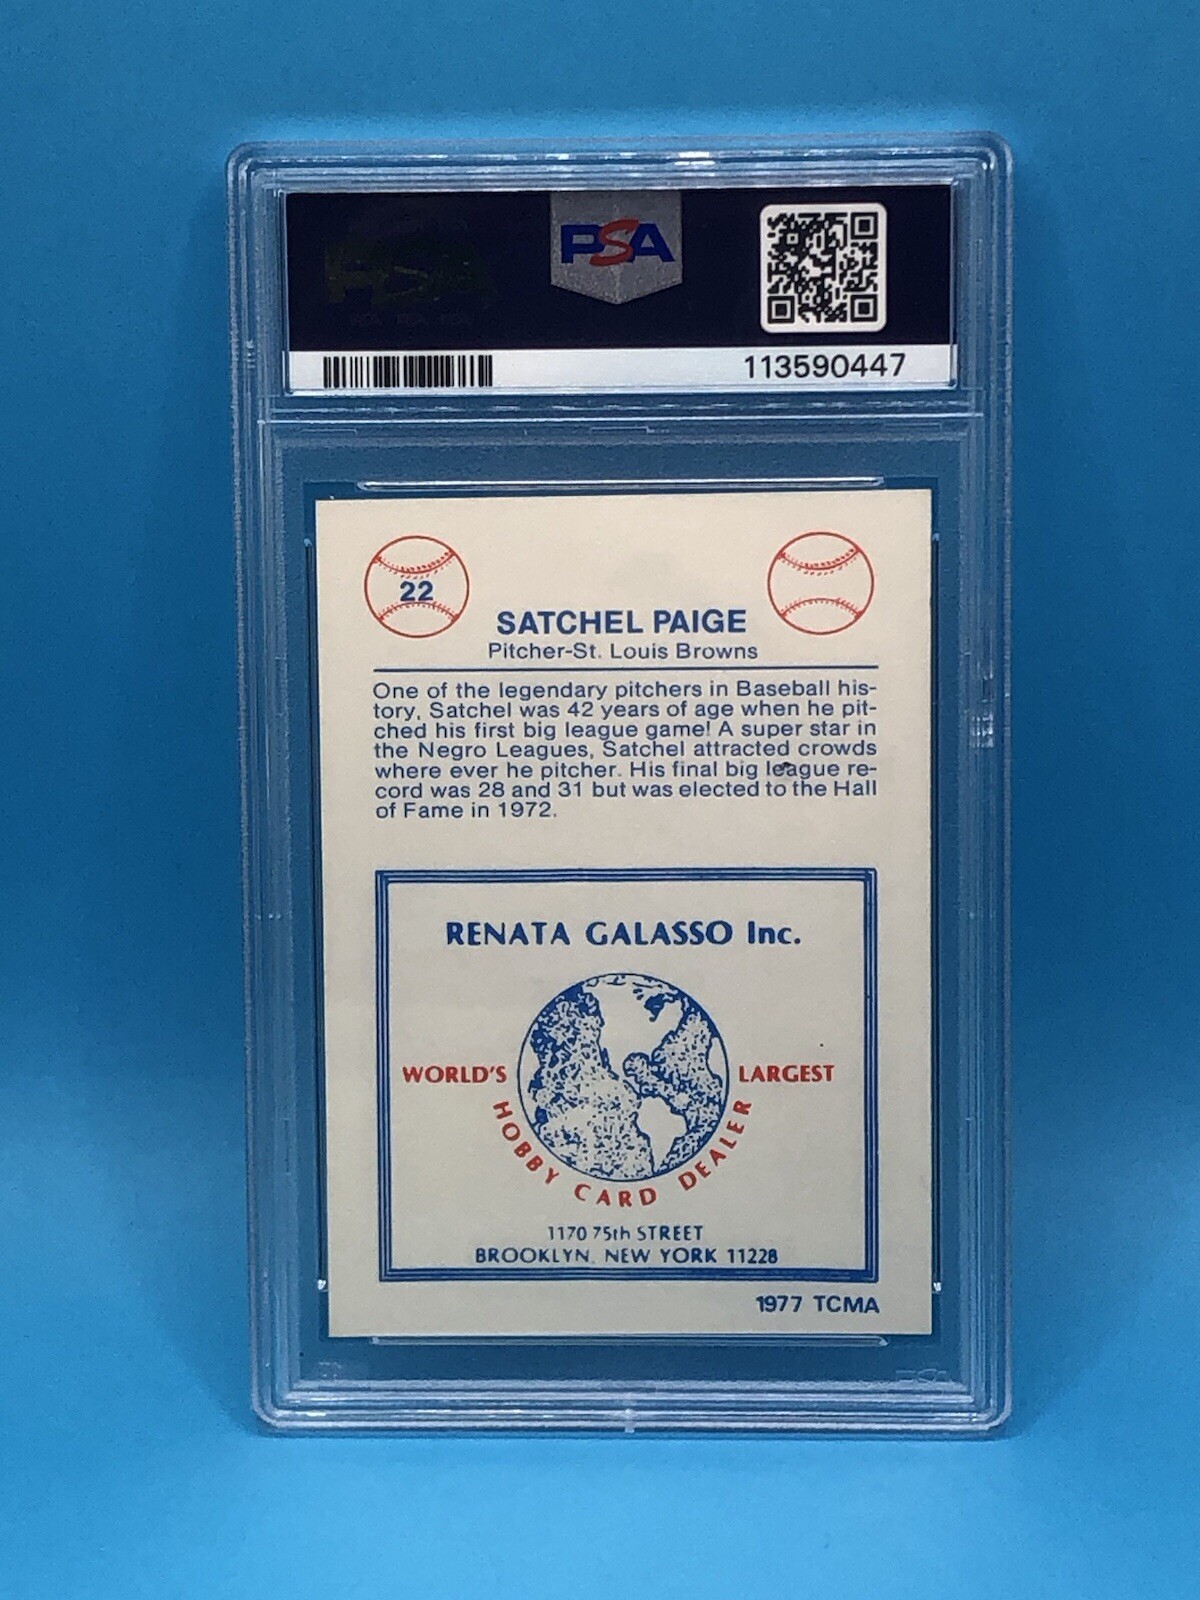 PSA
113590447
22
SATCHEL PAIGE
Pitcher-St. Louis Browns
One of the legendary pitchers in Baseball his-
tory, Satchel was 42 years of age when he pit-
ched his first big league game! A super star in
the Negro Leagues, Satchel attracted crowds
where ever he pitcher. His final big league re-
cord was 28 and 31 but was elected to the Hall
of Fame in 1972.
RENATA GALASSO Inc.
WORLD'S LARGEST
HOBBY CARD DEALER
1170 75th STREET
BROOKLYN, NEW YORK 11228
1977 TCMA